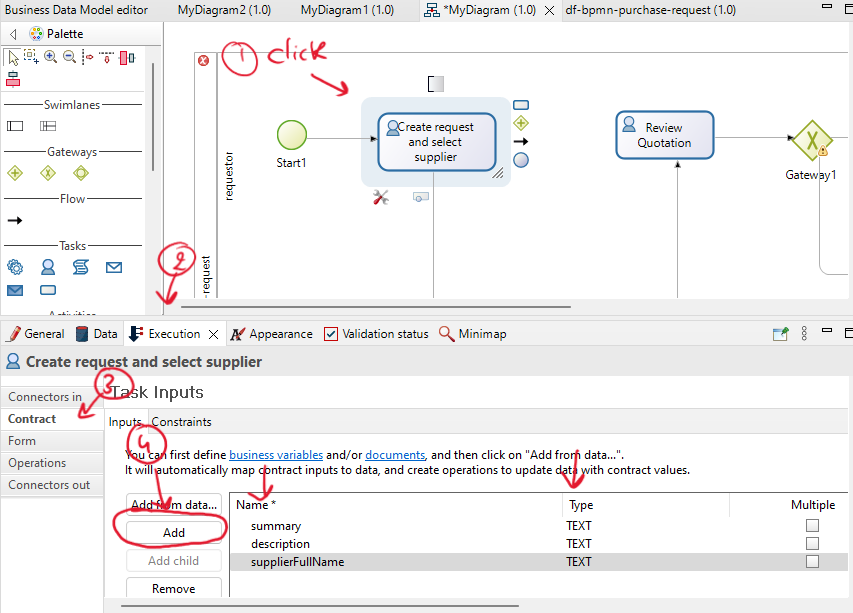 Business Data Model editor
MyDiagram2 (1.0)
MyDiagram1 (1.0)
*MyDiagram (1.0)
df-bpmn-purchase-request (1.0)
Palette
Swimlanes
Gateways
Flow
Tasks
Activities
1 click
Start1
Create request
and select
supplier
Review
Quotation
Gateway1
requestor
-request
2
General
Data
Execution
Appearance
Validation status
Minimap
Create request and select supplier
Connectors in
Contract
Form
Operations
Connectors out
3
Task Inputs
Inputs
Constraints
4
You can first define business variables and/or documents, and then click on "Add from data...".
It will automatically map contract inputs to data, and create operations to update data with contract values.
Add from data...
Add
Add child
Remove
Name *
Type
Multiple
summary
TEXT
description
TEXT
supplierFullName
TEXT